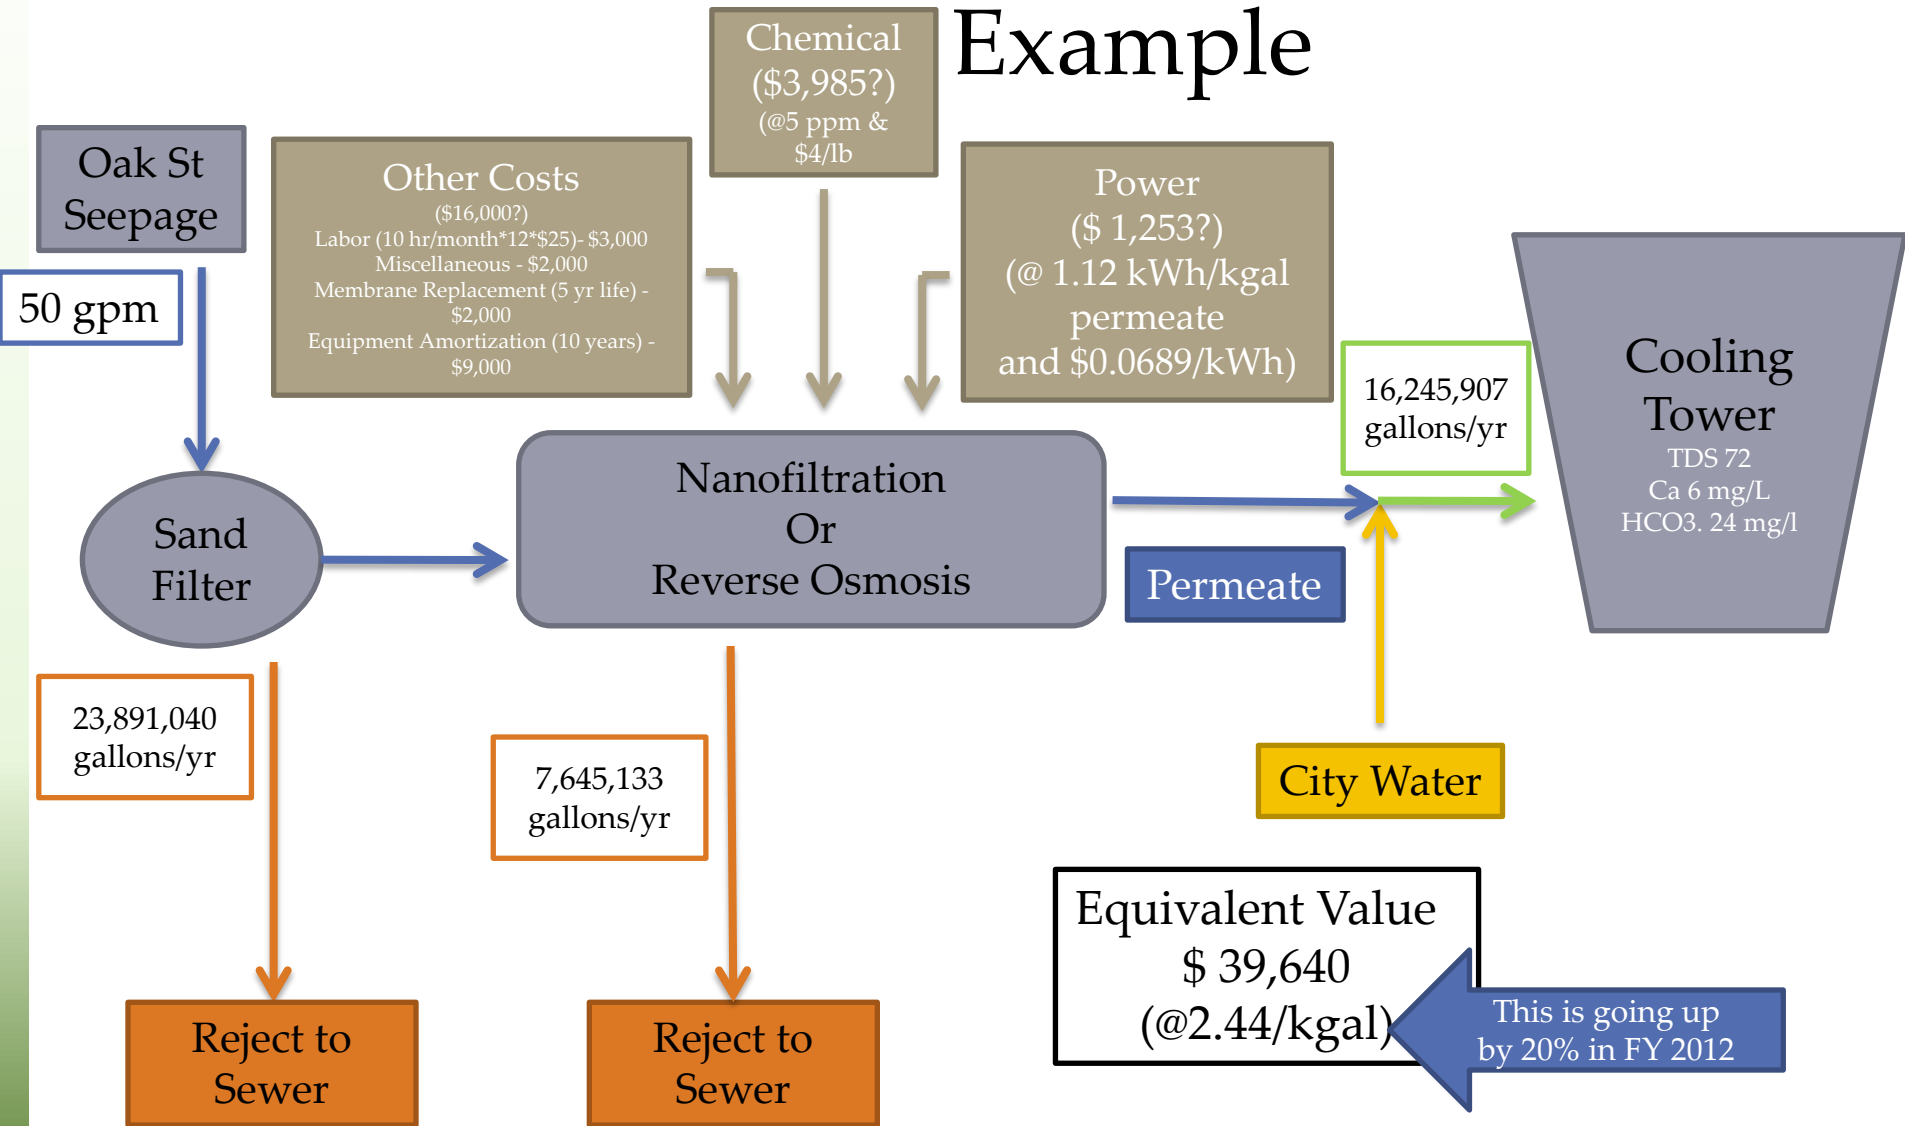 Example
Chemical
($3,985?)
(@5 ppm &
$4/lb
Oak St
Seepage
Other Costs
($16,000?)
Labor (10 hr/month*12*$25)- $3,000
Miscellaneous - $2,000
Membrane Replacement (5 yr life) -
$2,000
Equipment Amortization (10 years) -
$9,000
Power
($ 1,253?)
(@ 1.12 kWh/kgal
permeate
and $0.0689/kWh)
50 gpm
16,245,907
gallons/yr
Cooling
Tower
TDS 72
Ca 6 mg/L
HCO3. 24 mg/l
Sand
Filter
Nanofiltration
Or
Reverse Osmosis
Permeate
23,891,040
gallons/yr
7,645,133
gallons/yr
City Water
Equivalent Value
$ 39,640
(@2.44/kgal)
This is going up
by 20% in FY 2012
Reject to
Sewer
Reject to
Sewer